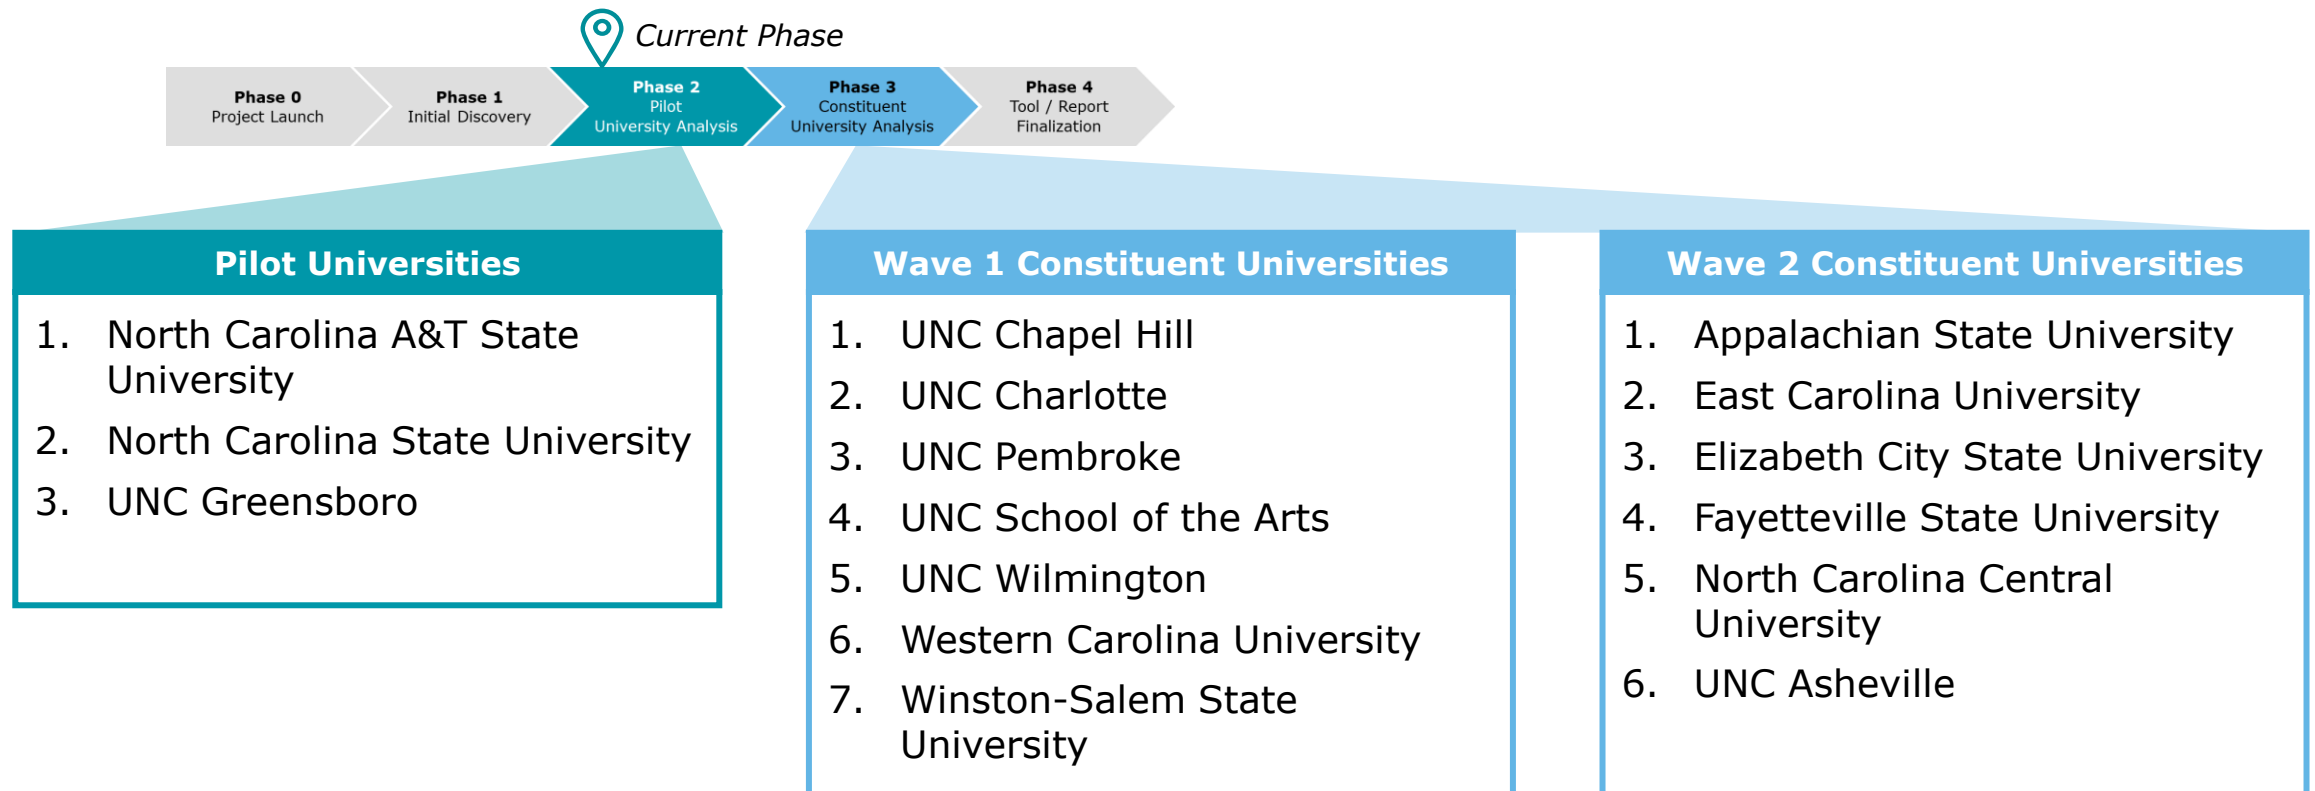 Current Phase
Phase 0
Project Launch
Phase 1
Initial Discovery
Phase 2
Pilot
University Analysis
Phase 3
Constituent
University Analysis
Phase 4
Tool / Report
Finalization
Pilot Universities
1. North Carolina A&T State
University
2. North Carolina State University
3. UNC Greensboro
Wave 1 Constituent Universities
1. UNC Chapel Hill
2. UNC Charlotte
3. UNC Pembroke
4. UNC School of the Arts
5. UNC Wilmington
6. Western Carolina University
7. Winston-Salem State
University
Wave 2 Constituent Universities
1. Appalachian State University
2. East Carolina University
3. Elizabeth City State University
4. Fayetteville State University
5. North Carolina Central
University
6. UNC Asheville